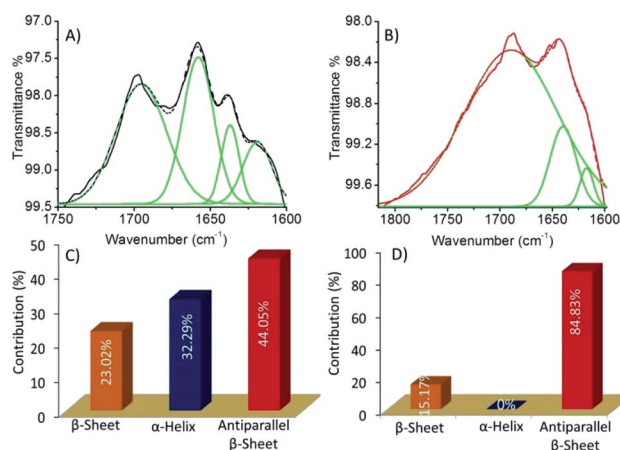 A)
97.0
97.5
98.0
98.5
99.0
99.5
Transmittance %
1750 1700 1650 1600
Wavenumber (cm⁻¹)
B)
98.0
98.4
98.8
99.2
99.6
Transmittance %
1800 1750 1700 1650 1600
Wavenumber (cm⁻¹)
C)
50
40
30
20
10
0
Contribution (%)
23.02%
32.29%
44.05%
β-Sheet α-Helix Antiparallel
β-Sheet
D)
100
80
60
40
20
0
Contribution (%)
15.17%
0%
84.83%
β-Sheet α-Helix Antiparallel
β-Sheet